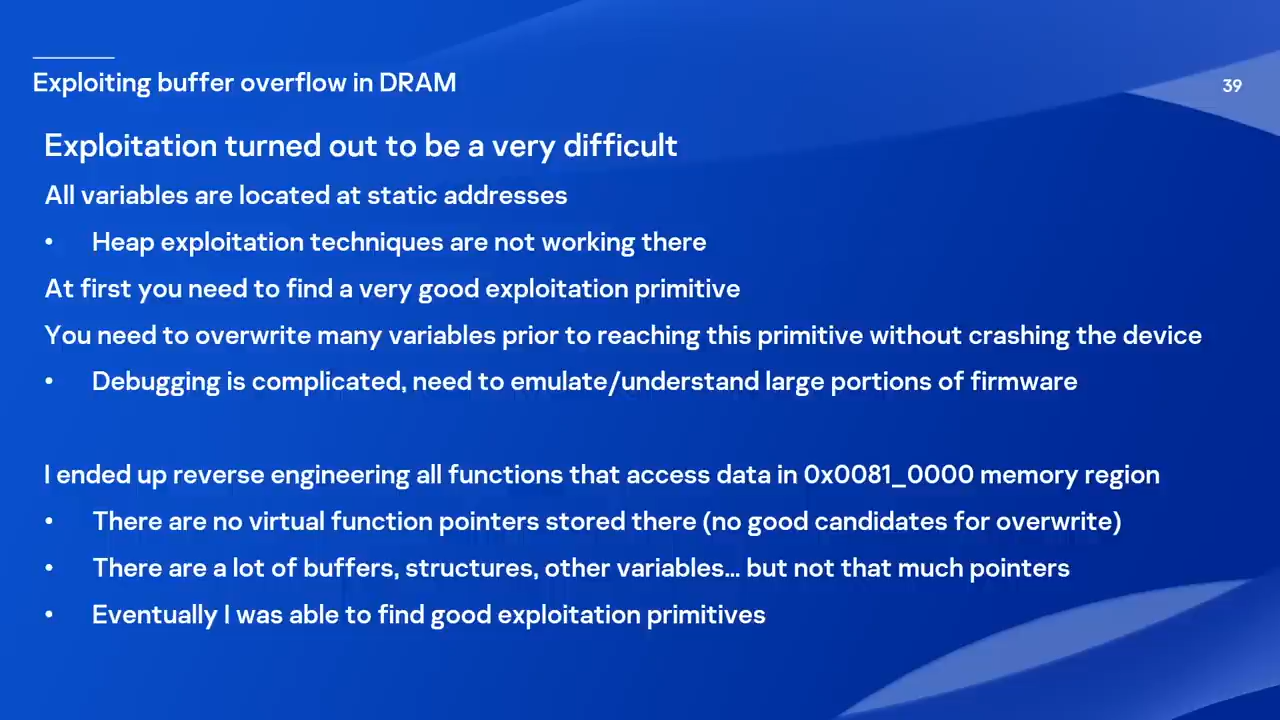 Exploiting buffer overflow in DRAM
39
Exploitation turned out to be a very difficult
All variables are located at static addresses
• Heap exploitation techniques are not working there
At first you need to find a very good exploitation primitive
You need to overwrite many variables prior to reaching this primitive without crashing the device
• Debugging is complicated, need to emulate/understand large portions of firmware
I ended up reverse engineering all functions that access data in 0x0081_0000 memory region
• There are no virtual function pointers stored there (no good candidates for overwrite)
• There are a lot of buffers, structures, other variables... but not that much pointers
• Eventually I was able to find good exploitation primitives